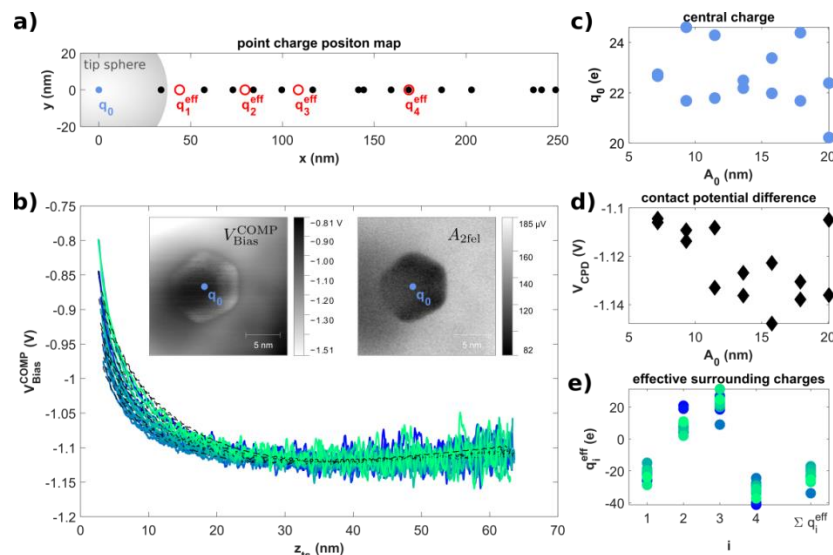 a)
point charge positon map
tip sphere
q0
q1eff
q2eff
q3eff
q4eff
20
0
-20
y (nm)
0 50 100 150 200 250
x (nm)
b)
-0.75
-0.8
-0.85
-0.9
-0.95
-1
-1.05
-1.1
-1.15
-1.2
VBiasCOMP (V)
0 10 20 30 40 50 60 70
(nm)
VBiasCOMP
q0
5 nm
−0.81 V
−1.00
−1.10
−1.20
−1.30
−1.51
A2fel
q0
5 nm
185 µV
160
140
120
100
82
c)
central charge
24
22
20
q0 (e)
5 10 15 20
A0 (nm)
d)
contact potential difference
-1.1
-1.12
-1.14
VCPD (V)
5 10 15 20
A0 (nm)
e)
effective surrounding charges
20
0
-20
-40
qieff (e)
1 2 3 4 Σ qieff
i